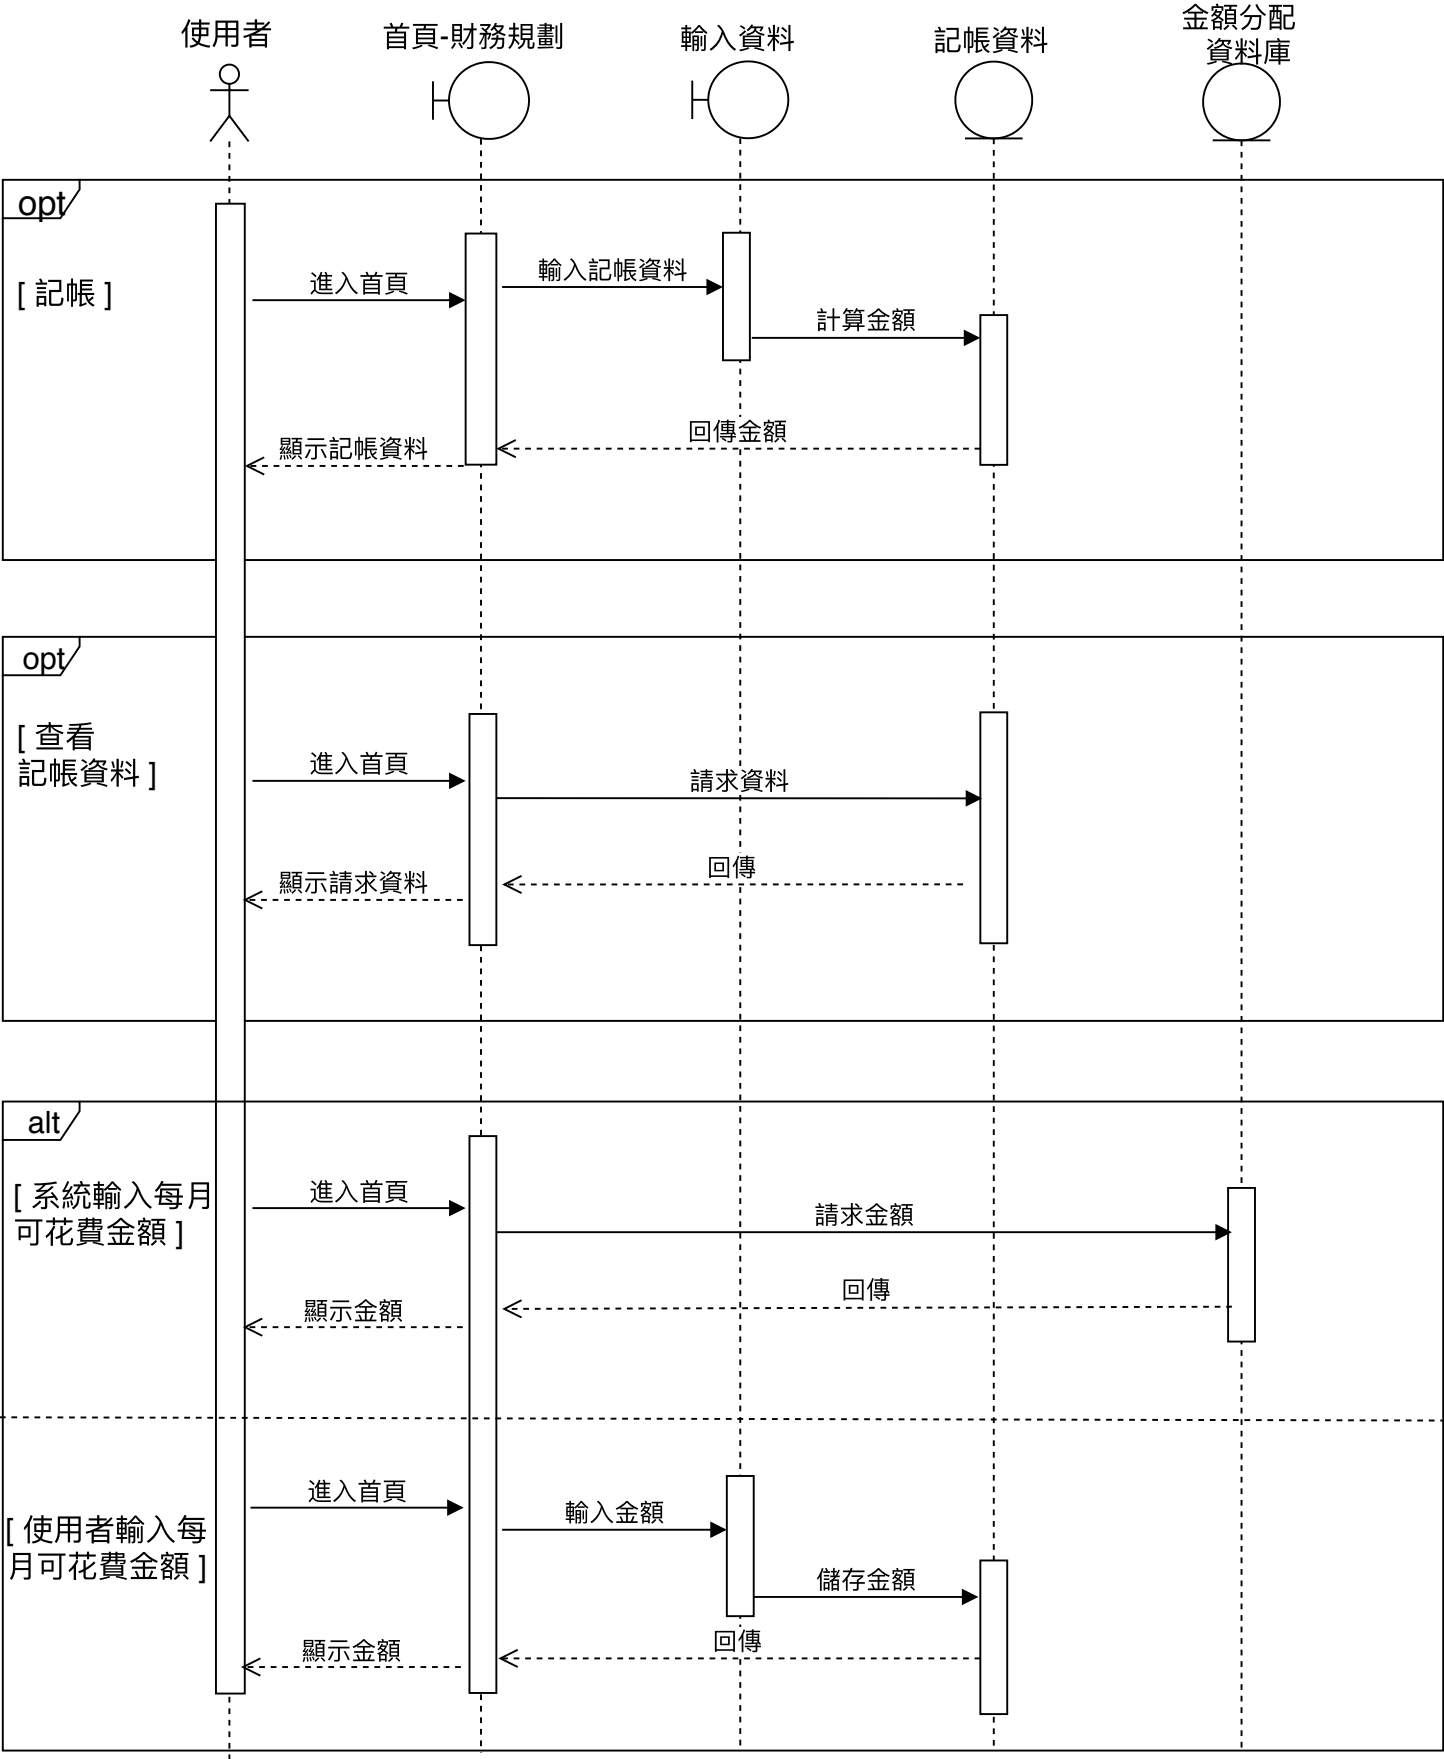 使用者
首頁-財務規劃
輸入資料
記帳資料
金額分配
資料庫
opt
[ 記帳 ]
進入首頁
輸入記帳資料
計算金額
回傳金額
顯示記帳資料
opt
[ 查看
記帳資料 ]
進入首頁
請求資料
回傳
顯示請求資料
alt
[ 系統輸入每月
可花費金額 ]
進入首頁
請求金額
回傳
顯示金額
進入首頁
[ 使用者輸入每
月可花費金額 ]
輸入金額
儲存金額
回傳
顯示金額